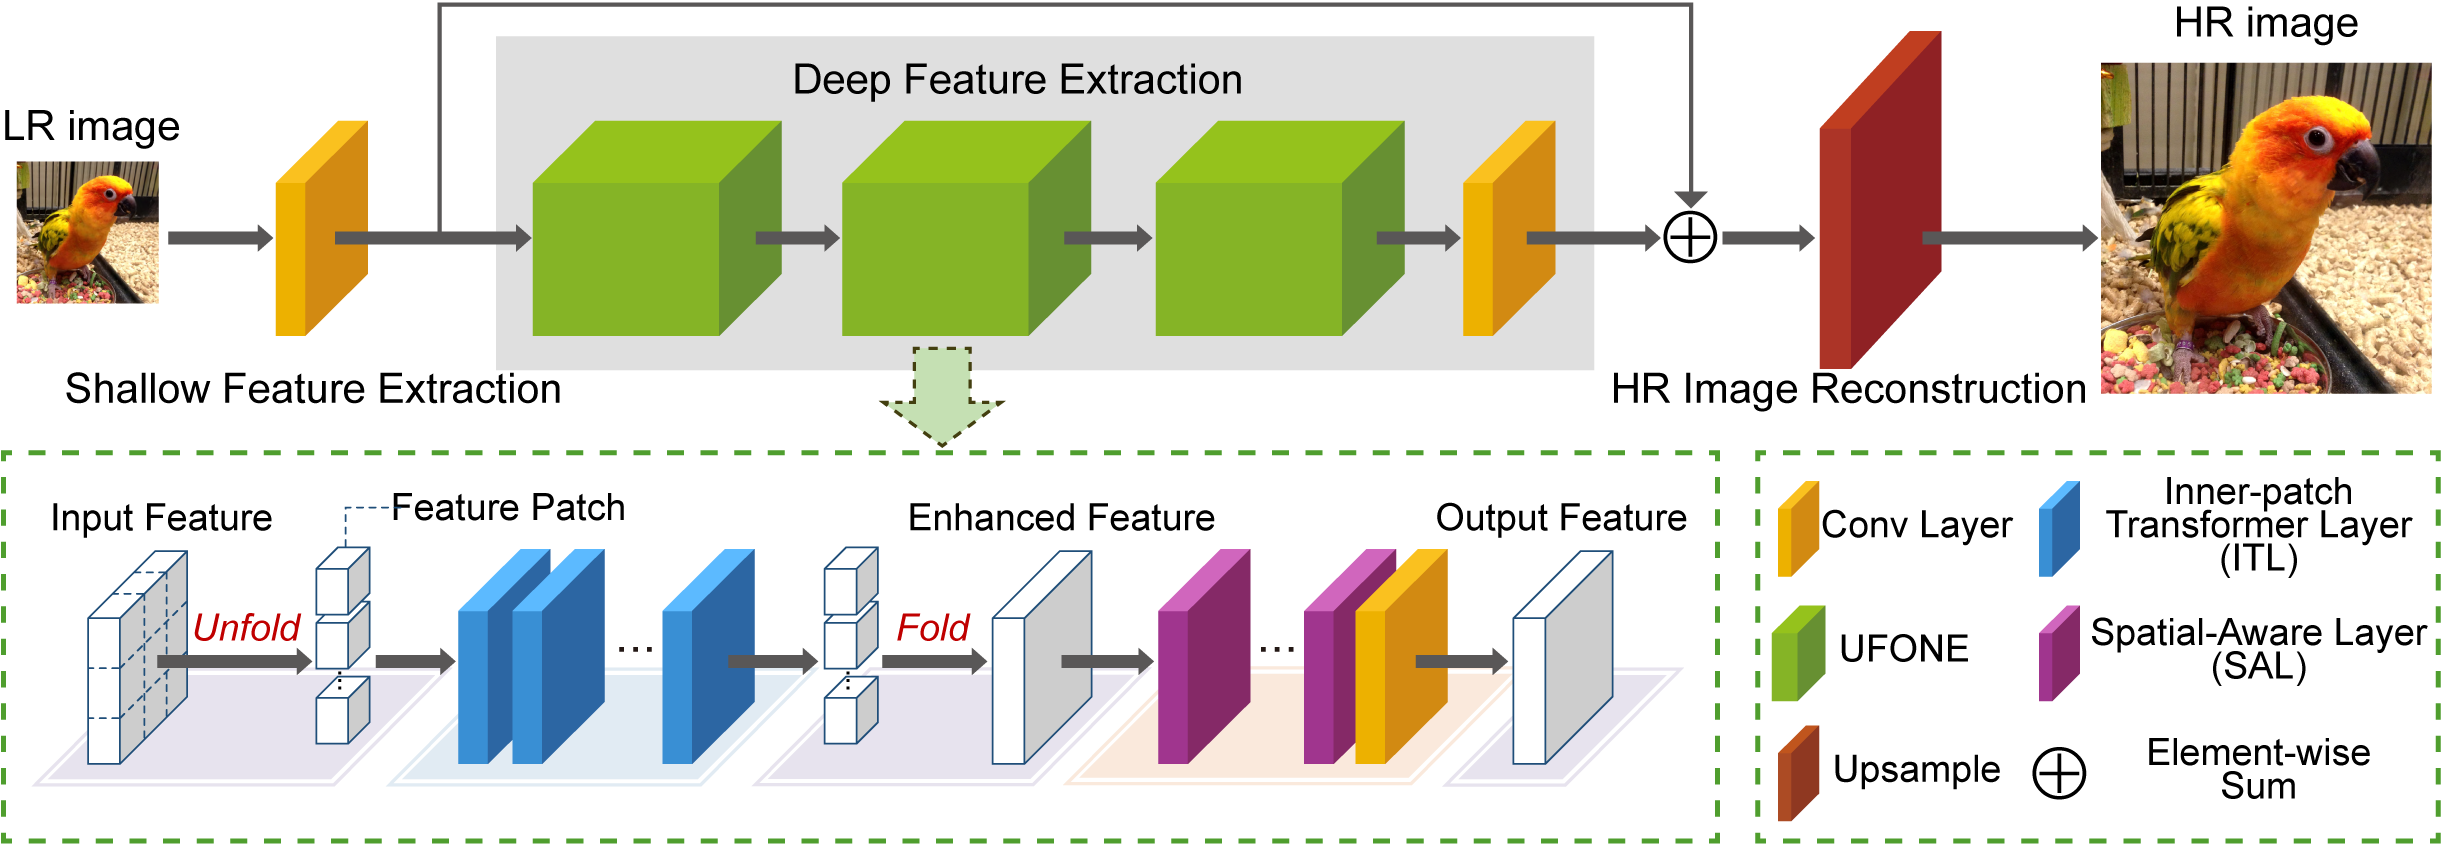 HR image
Deep Feature Extraction
LR image
Shallow Feature Extraction
HR Image Reconstruction
Input Feature
Feature Patch
Enhanced Feature
Output Feature
Unfold
...
Fold
...
Conv Layer
Inner-patch
Transformer Layer
(ITL)
UFONE
Spatial-Aware Layer
(SAL)
Upsample
Element-wise
Sum